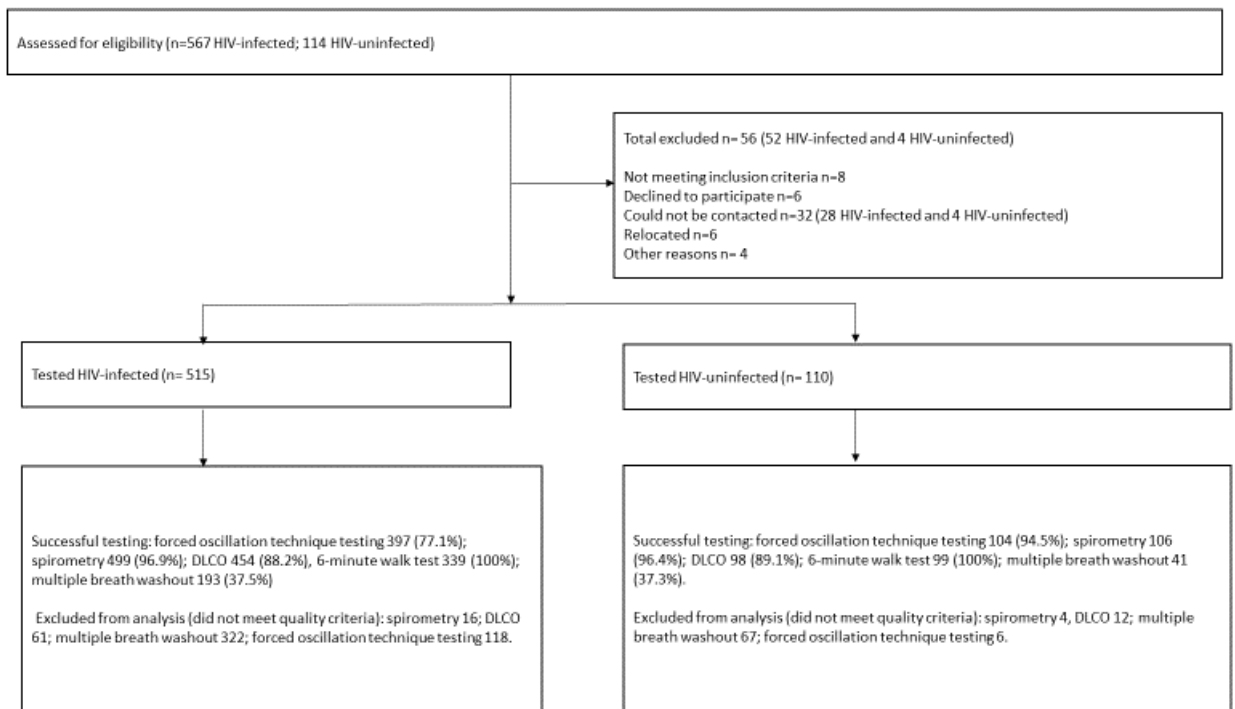 Assessed for eligibility (n=567 HIV-infected; 114 HIV-uninfected)
Total excluded n= 56 (52 HIV-infected and 4 HIV-uninfected)
Not meeting inclusion criteria n=8
Declined to participate n=6
Could not be contacted n=32 (28 HIV-infected and 4 HIV-uninfected)
Relocated n=6
Other reasons n= 4
Tested HIV-infected (n= 515)
Tested HIV-uninfected (n= 110)
Successful testing: forced oscillation technique testing 397 (77.1%);
spirometry 499 (96.9%); DLCO 454 (88.2%), 6-minute walk test 339 (100%);
multiple breath washout 193 (37.5%)
Excluded from analysis (did not meet quality criteria): spirometry 16; DLCO
61; multiple breath washout 322; forced oscillation technique testing 118.
Successful testing: forced oscillation technique testing 104 (94.5%); spirometry 106
(96.4%); DLCO 98 (89.1%); 6-minute walk test 99 (100%); multiple breath washout 41
(37.3%).
Excluded from analysis (did not meet quality criteria): spirometry 4, DLCO 12; multiple
breath washout 67; forced oscillation technique testing 6.